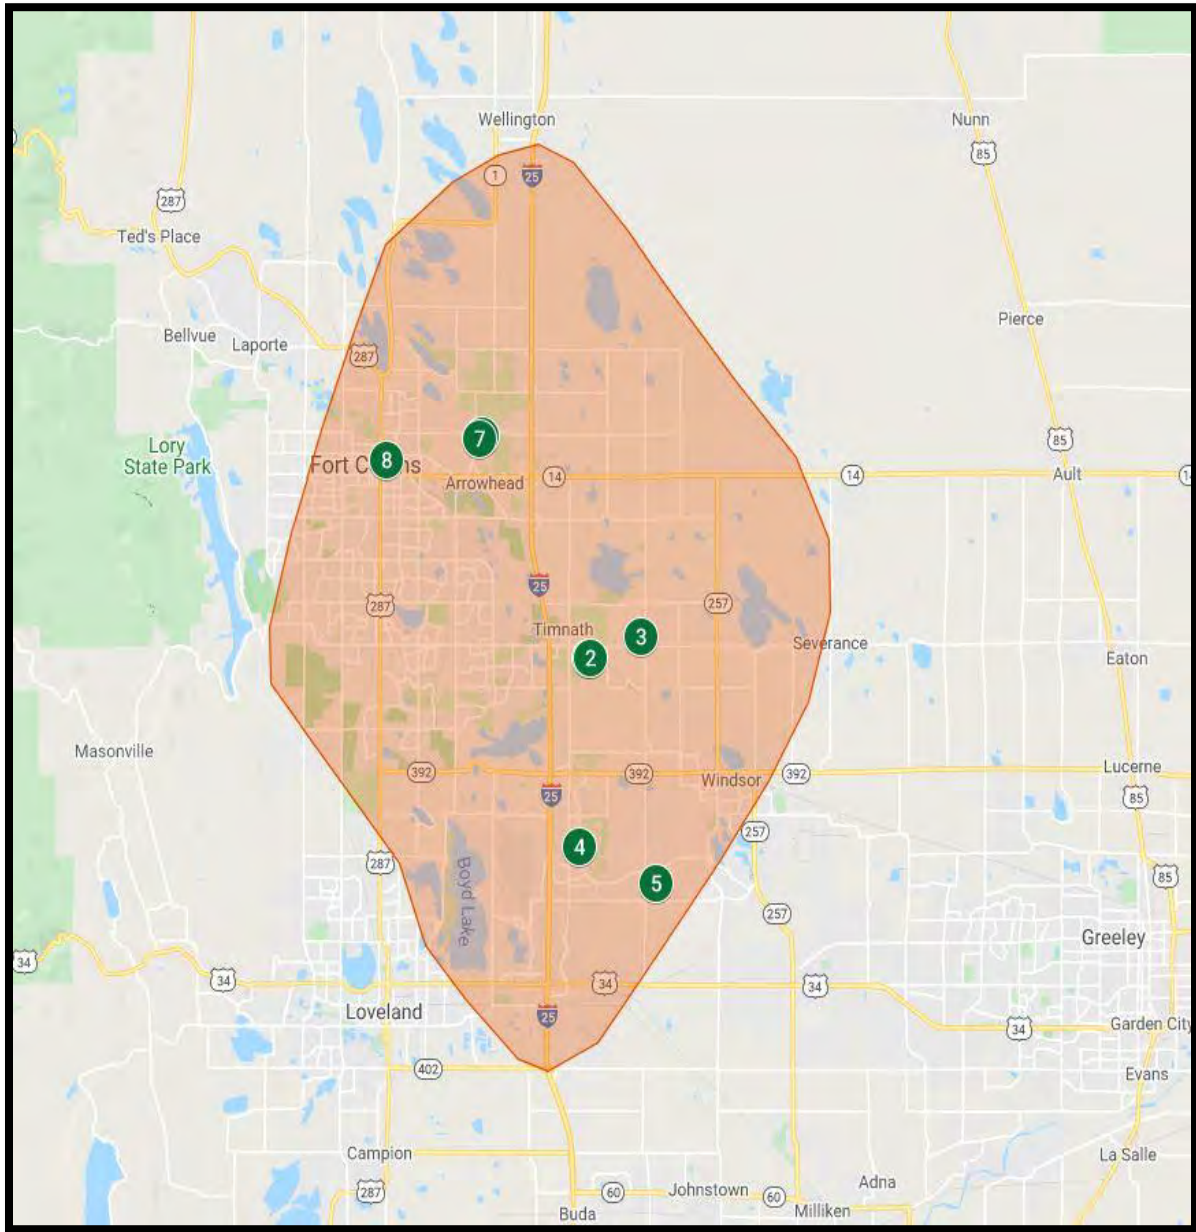 Wellington
Nunn
85
1
25
287
Ted's Place
Pierce
Bellvue
Laporte
287
85
Lory
State Park
7
8
Fort C ns
14
14
Ault
14
Arrowhead
25
287
257
Timnath
3
2
Severance
Eaton
Masonville
392
392
Windsor
392
Lucerne
25
85
257
4
287
5
85
Boyd Lake
257
Greeley
34
34
34
34
Loveland
25
34
Garden City
402
Evans
Campion
La Salle
287
60
Johnstown
60
Adna
Milliken
Buda